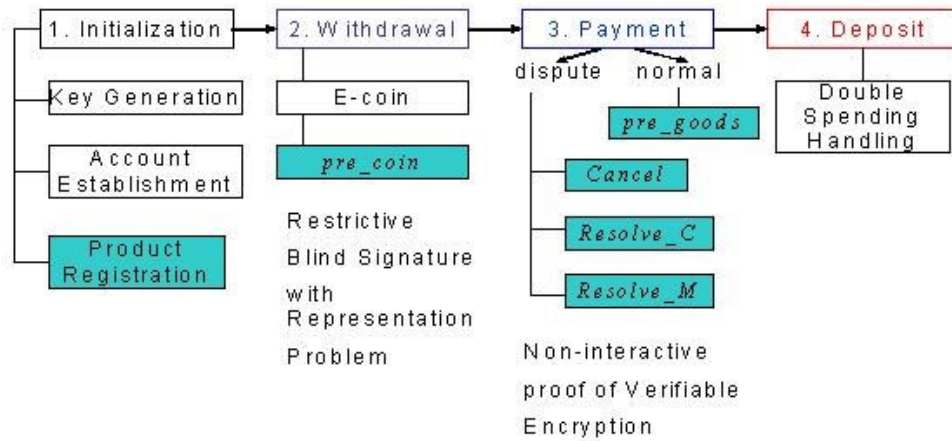 1. Initialization
2. Withdrawal
3. Payment
4. Deposit
Key Generation
Account
Establishment
Product
Registration
E-coin
pre_coin
Restrictive
Blind Signature
with
Representation
Problem
dispute
normal
pre_goods
Cancel
Resolve_C
Resolve_M
Non-interactive
proof of Verifiable
Encryption
Double
Spending
Handling